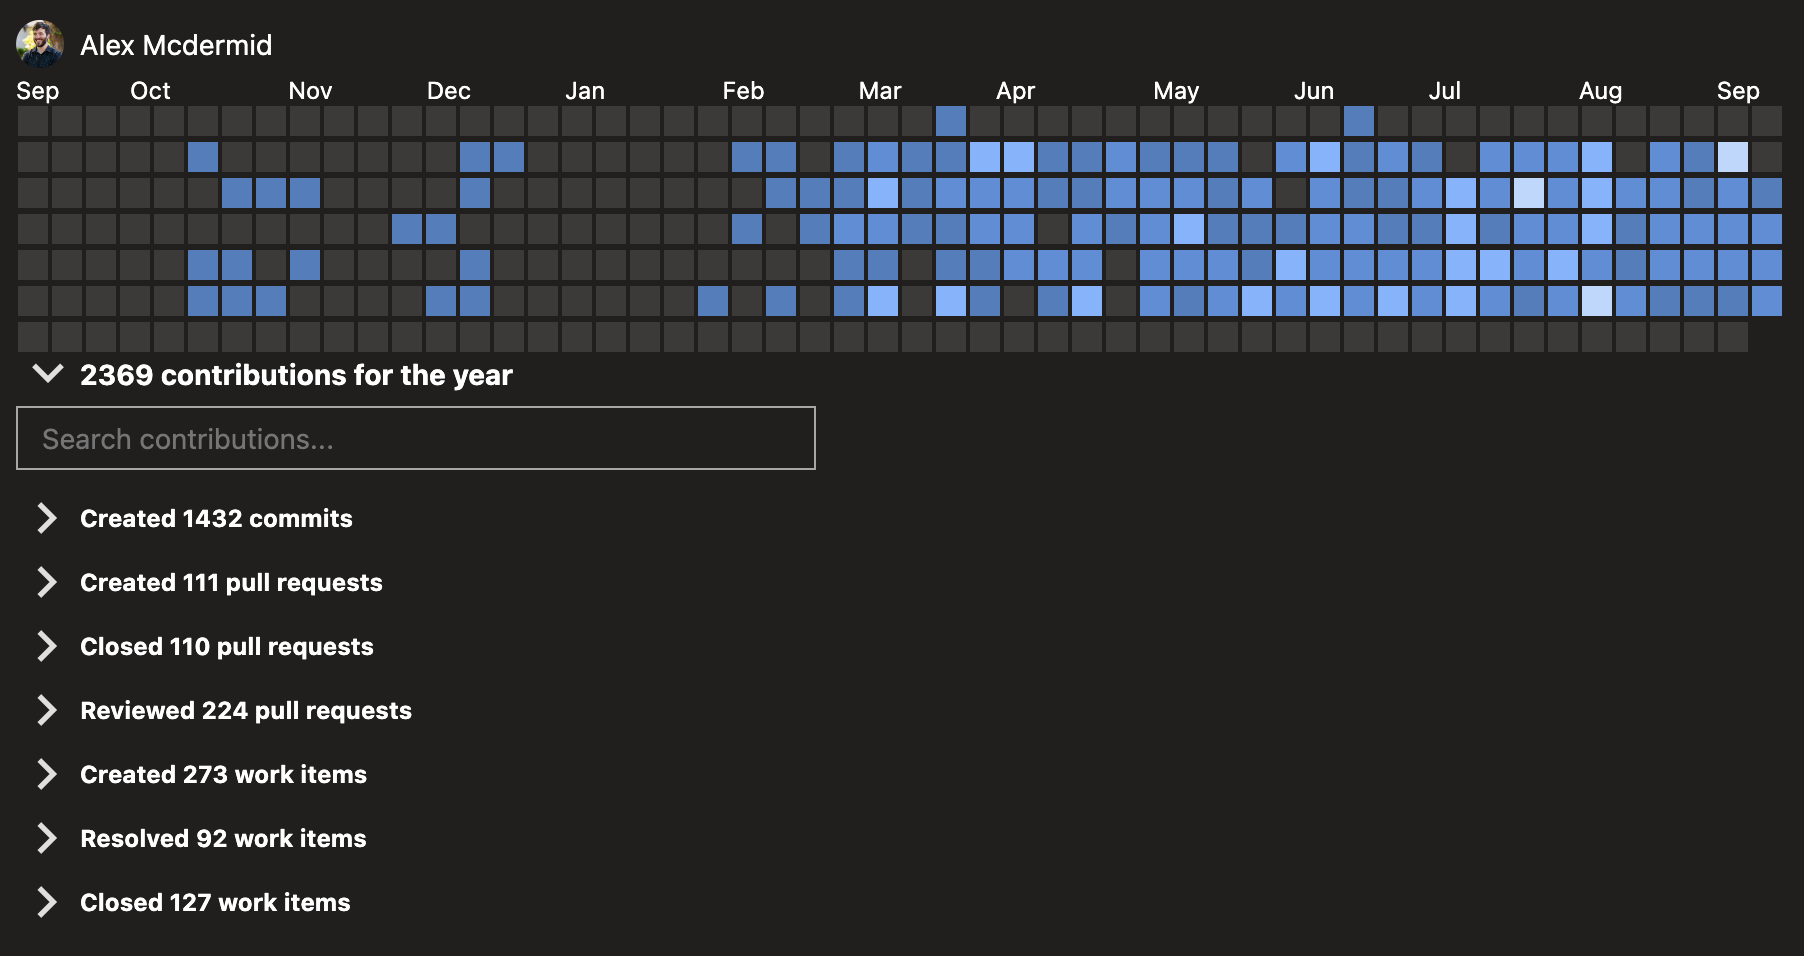 Alex Mcdermid
Sep Oct Nov Dec Jan Feb Mar Apr May Jun Jul Aug Sep
2369 contributions for the year
Search contributions...
Created 1432 commits
Created 111 pull requests
Closed 110 pull requests
Reviewed 224 pull requests
Created 273 work items
Resolved 92 work items
Closed 127 work items